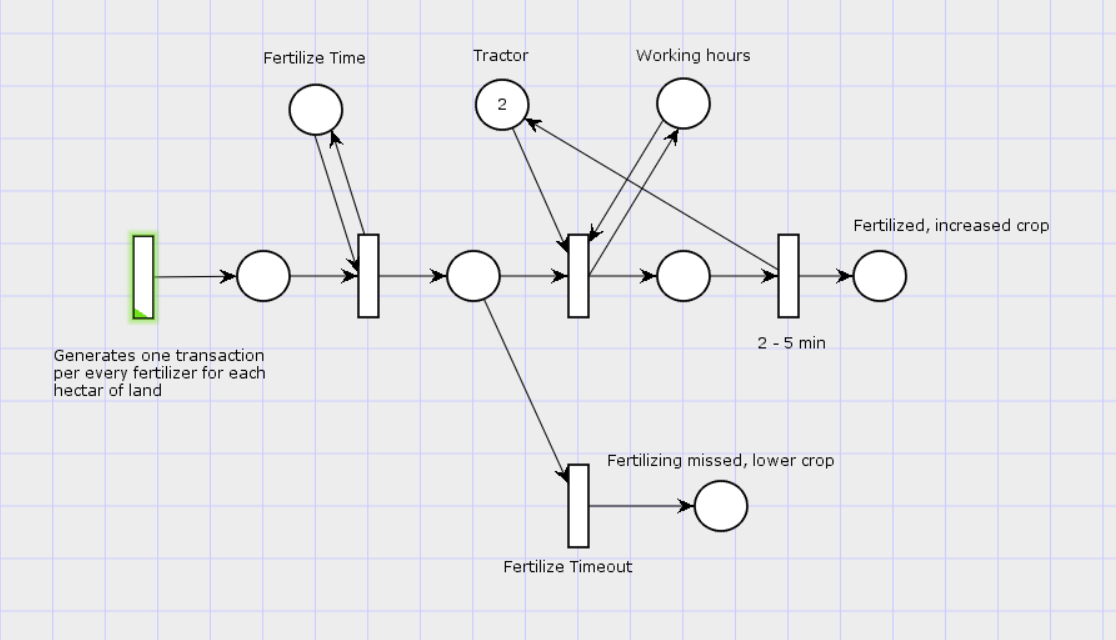 Fertilize Time
Tractor
Working hours
2
Fertilized, increased crop
2 - 5 min
Generates one transaction
per every fertilizer for each
hectar of land
Fertilizing missed, lower crop
Fertilize Timeout